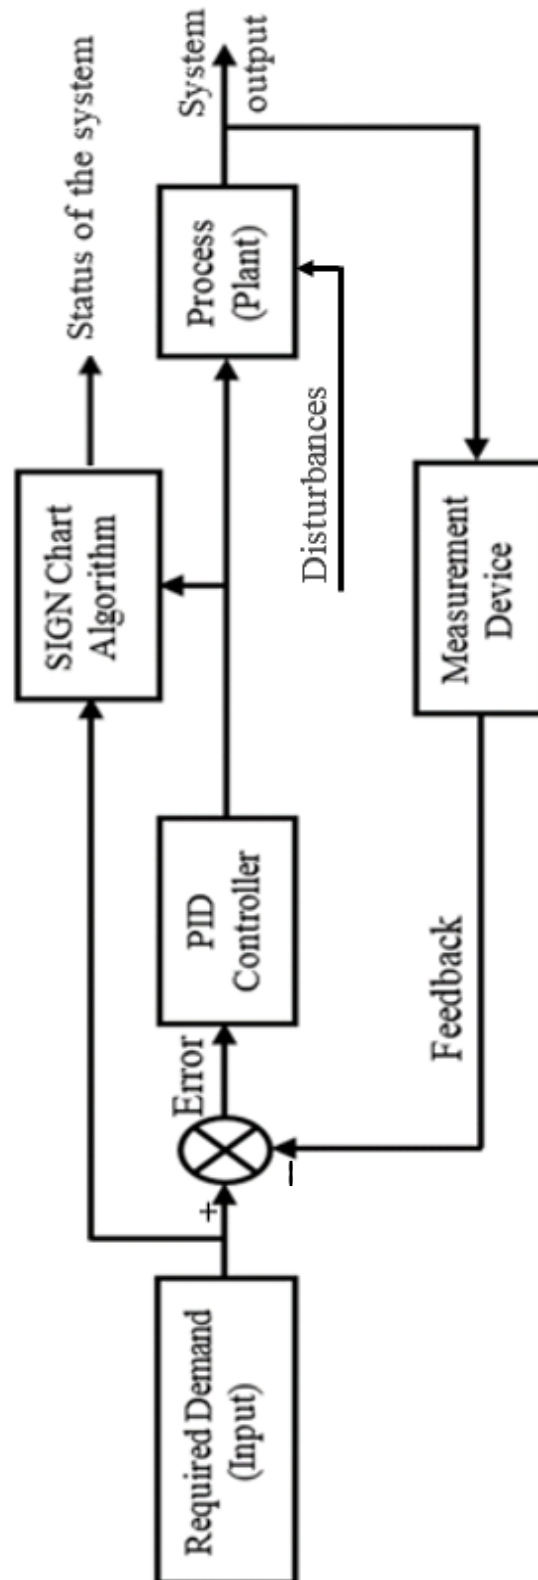 Status of the system
SIGN Chart
Algorithm
Required Demand
(Input)
+
−
Error
PID
Controller
Process
(Plant)
System
output
Disturbances
Feedback
Measurement
Device